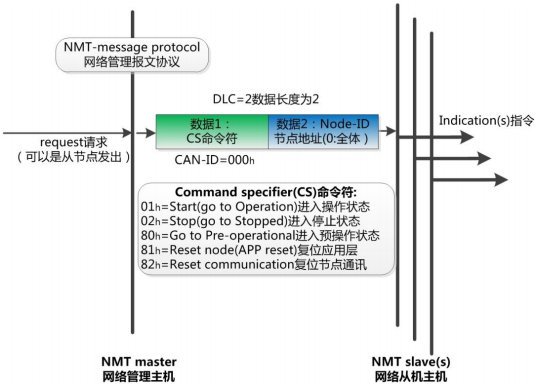 NMT-message protocol
网络管理报文协议
DLC=2数据长度为2
数据1：
CS命令符
数据2：Node-ID
节点地址(0:全体)
Indication(s)指令
request请求
（可以是从节点发出）
CAN-ID=000h
Command specifier(CS)命令符:
01h=Start(go to Operation)进入操作状态
02h=Stop(go to Stopped)进入停止状态
80h=Go to Pre-operational进入预操作状态
81h=Reset node(APP reset)复位应用层
82h=Reset communication复位节点通讯
NMT master
网络管理主机
NMT slave(s)
网络从机主机